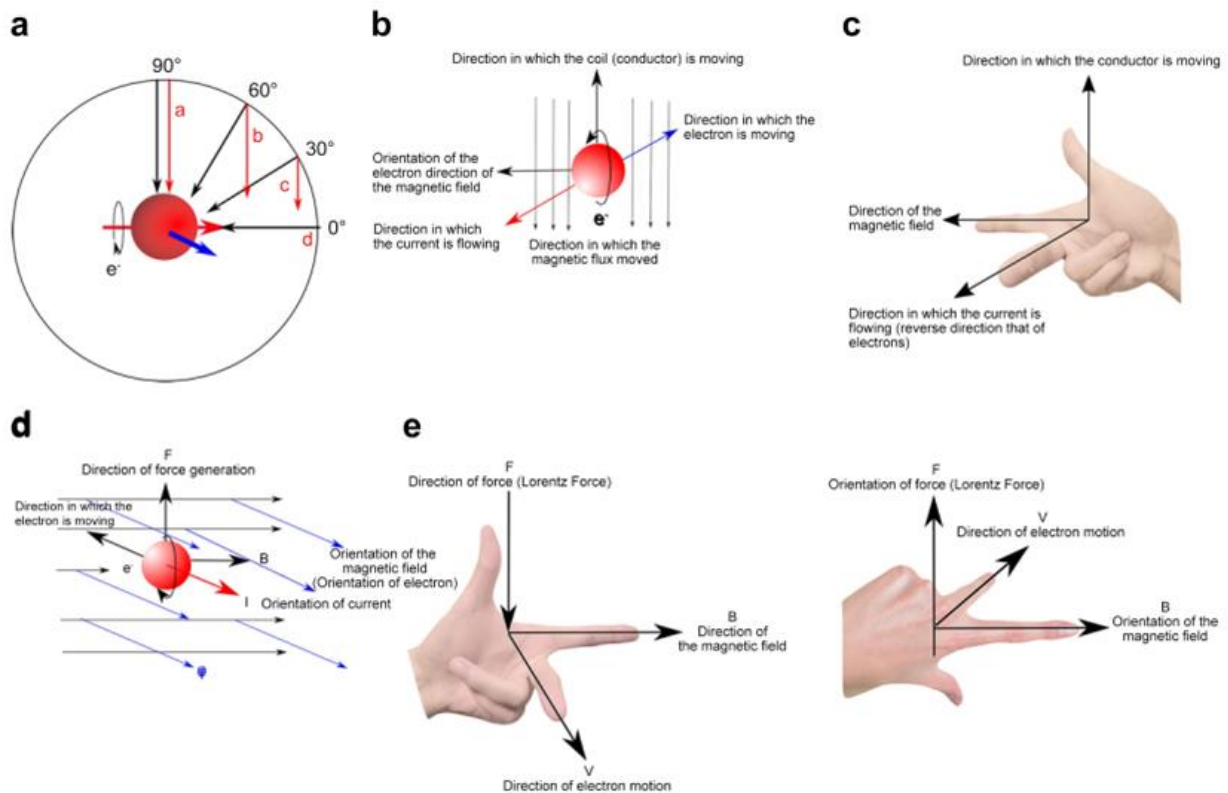 a
90°
60°
30°
0°
a
b
c
d
e-
b
Direction in which the coil (conductor) is moving
Direction in which the
electron is moving
Orientation of the
electron direction of
the magnetic field
e-
Direction in which
the current is flowing
Direction in which the
magnetic flux moved
c
Direction in which the conductor is moving
Direction of the
magnetic field
Direction in which the current is
flowing (reverse direction that of
electrons)
d
F
Direction of force generation
Direction in which the
electron is moving
e-
B
Orientation of the
magnetic field
(Orientation of electron)
I
Orientation of current
φ
e
F
Direction of force (Lorentz Force)
B
Direction of
the magnetic field
V
Direction of electron motion
F
Orientation of force (Lorentz Force)
V
Direction of electron motion
B
Orientation of the
magnetic field